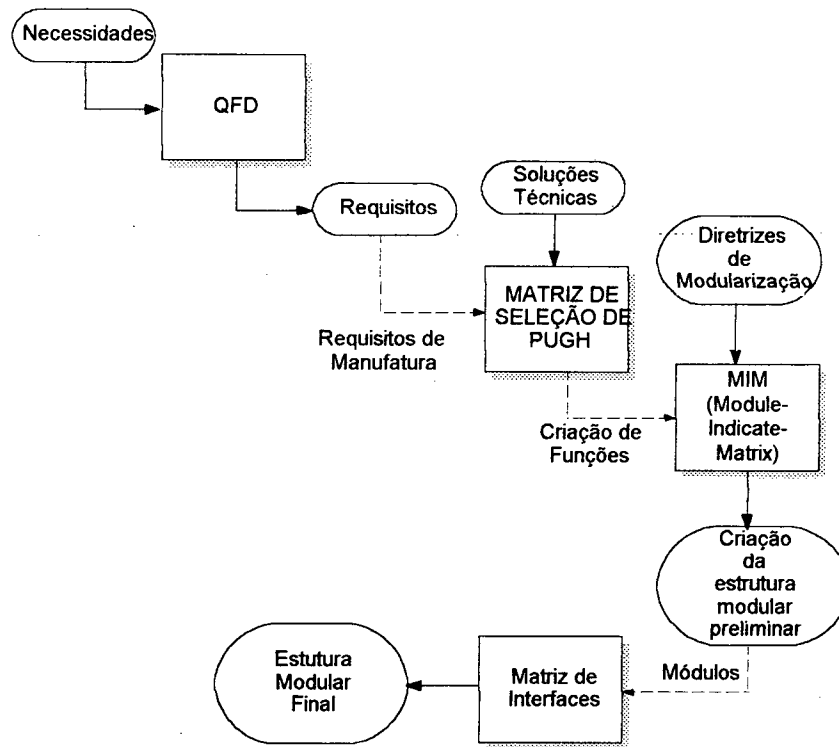 Necessidades
QFD
Requisitos
Soluções
Técnicas
Diretrizes
de
Modularização
MATRIZ DE
SELEÇÃO DE
PUGH
Requisitos de
Manufatura
MIM
(Module-
Indicate-
Matrix)
Criação de
Funções
Criação
da
estrutura
modular
preliminar
Módulos
Matriz de
Interfaces
Estutura
Modular
Final